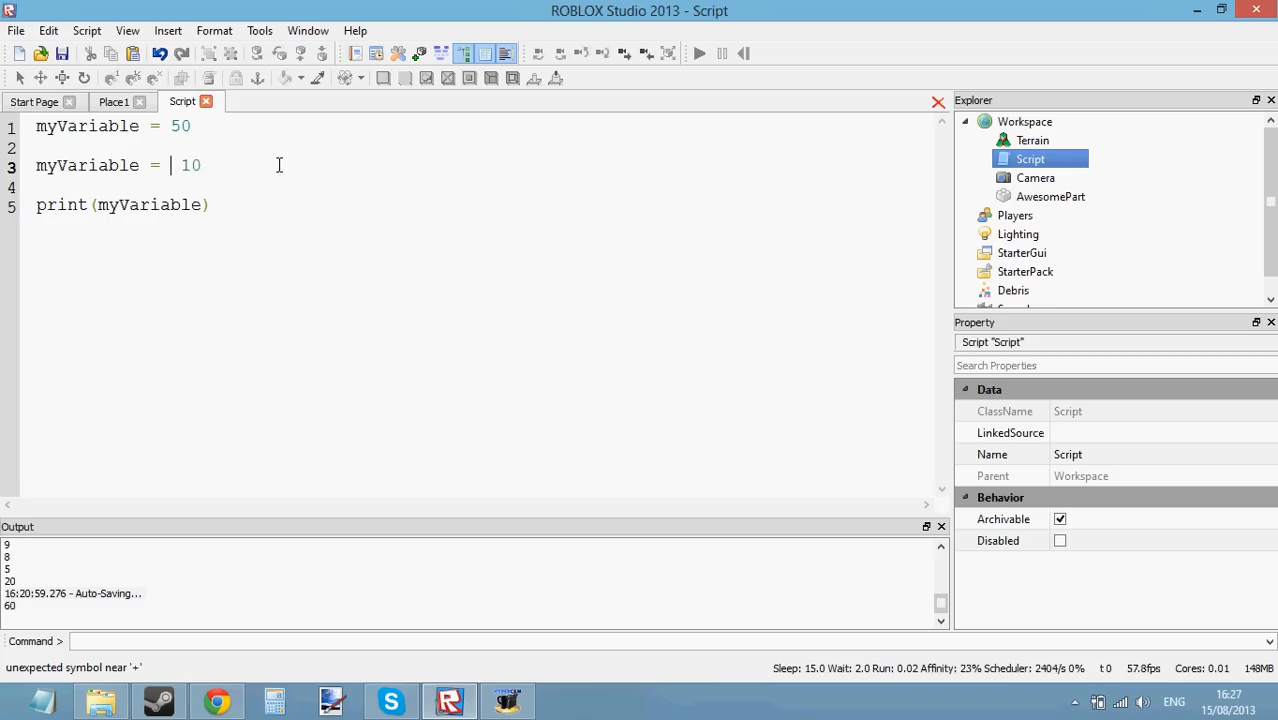 ROBLOX Studio 2013 - Script
File Edit Script View Insert Format Tools Window Help
Start Page Place1 Script
1 myVariable = 50
2
3 myVariable = 10
4
5 print(myVariable)
Explorer
Workspace
Terrain
Script
Camera
AwesomePart
Players
Lighting
StarterGui
StarterPack
Debris
Property
Script "Script"
Search Properties
Data
ClassName Script
LinkedSource
Name Script
Parent Workspace
Behavior
Archivable
Disabled
Output
9
8
5
20
16:20:59.276 - Auto-Saving...
60
Command >
unexpected symbol near '+'
Sleep: 15.0 Wait: 2.0 Run: 0.02 Affinity: 23% Scheduler: 2404/s 0% t 0 57.8fps Cores: 0.01 148MB
ENG
16:27
15/08/2013